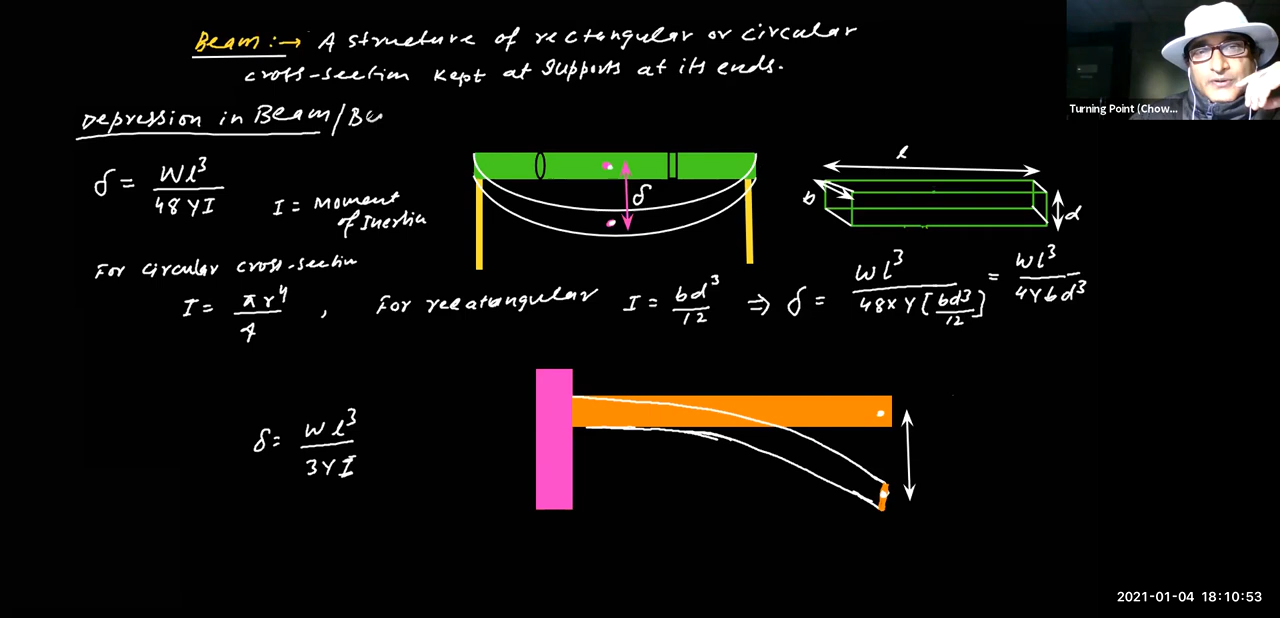 Beam :→ A structure of rectangular or circular
cross-section kept at supports at its ends.
Turning Point (Chow...
Depression in Beam/Be
δ = Wl³ / 48YI
I = Moment
of Inertia
δ
l
b
d
For circular cross-section
I = πr⁴ / 4 , For recatangular I = bd³ / 12 ⇒ δ = Wl³ / 48×Y[bd³/12] = Wl³ / 4Ybd³
δ = Wl³ / 3YI
2021-01-04 18:10:53